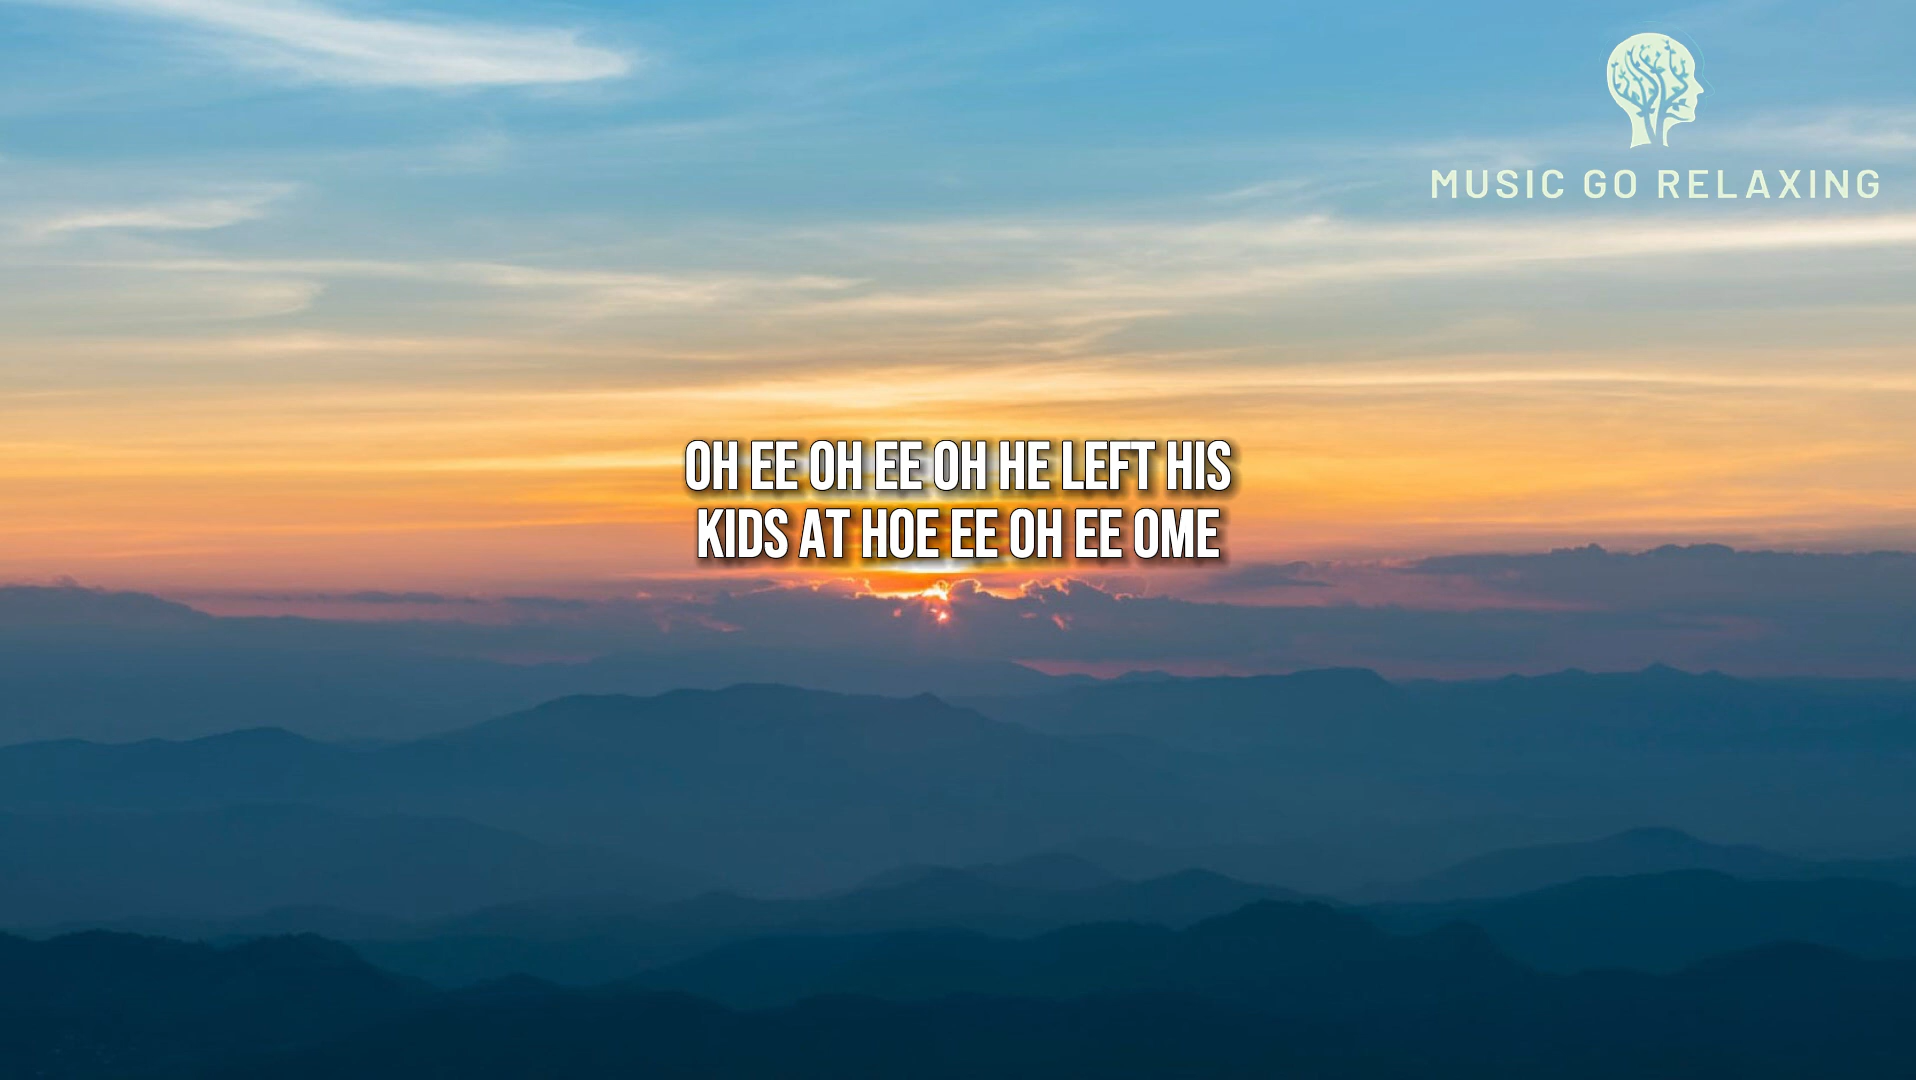 MUSIC GO RELAXING
OH EE OH EE OH HE LEFT HIS
KIDS AT HOE EE OH EE OME